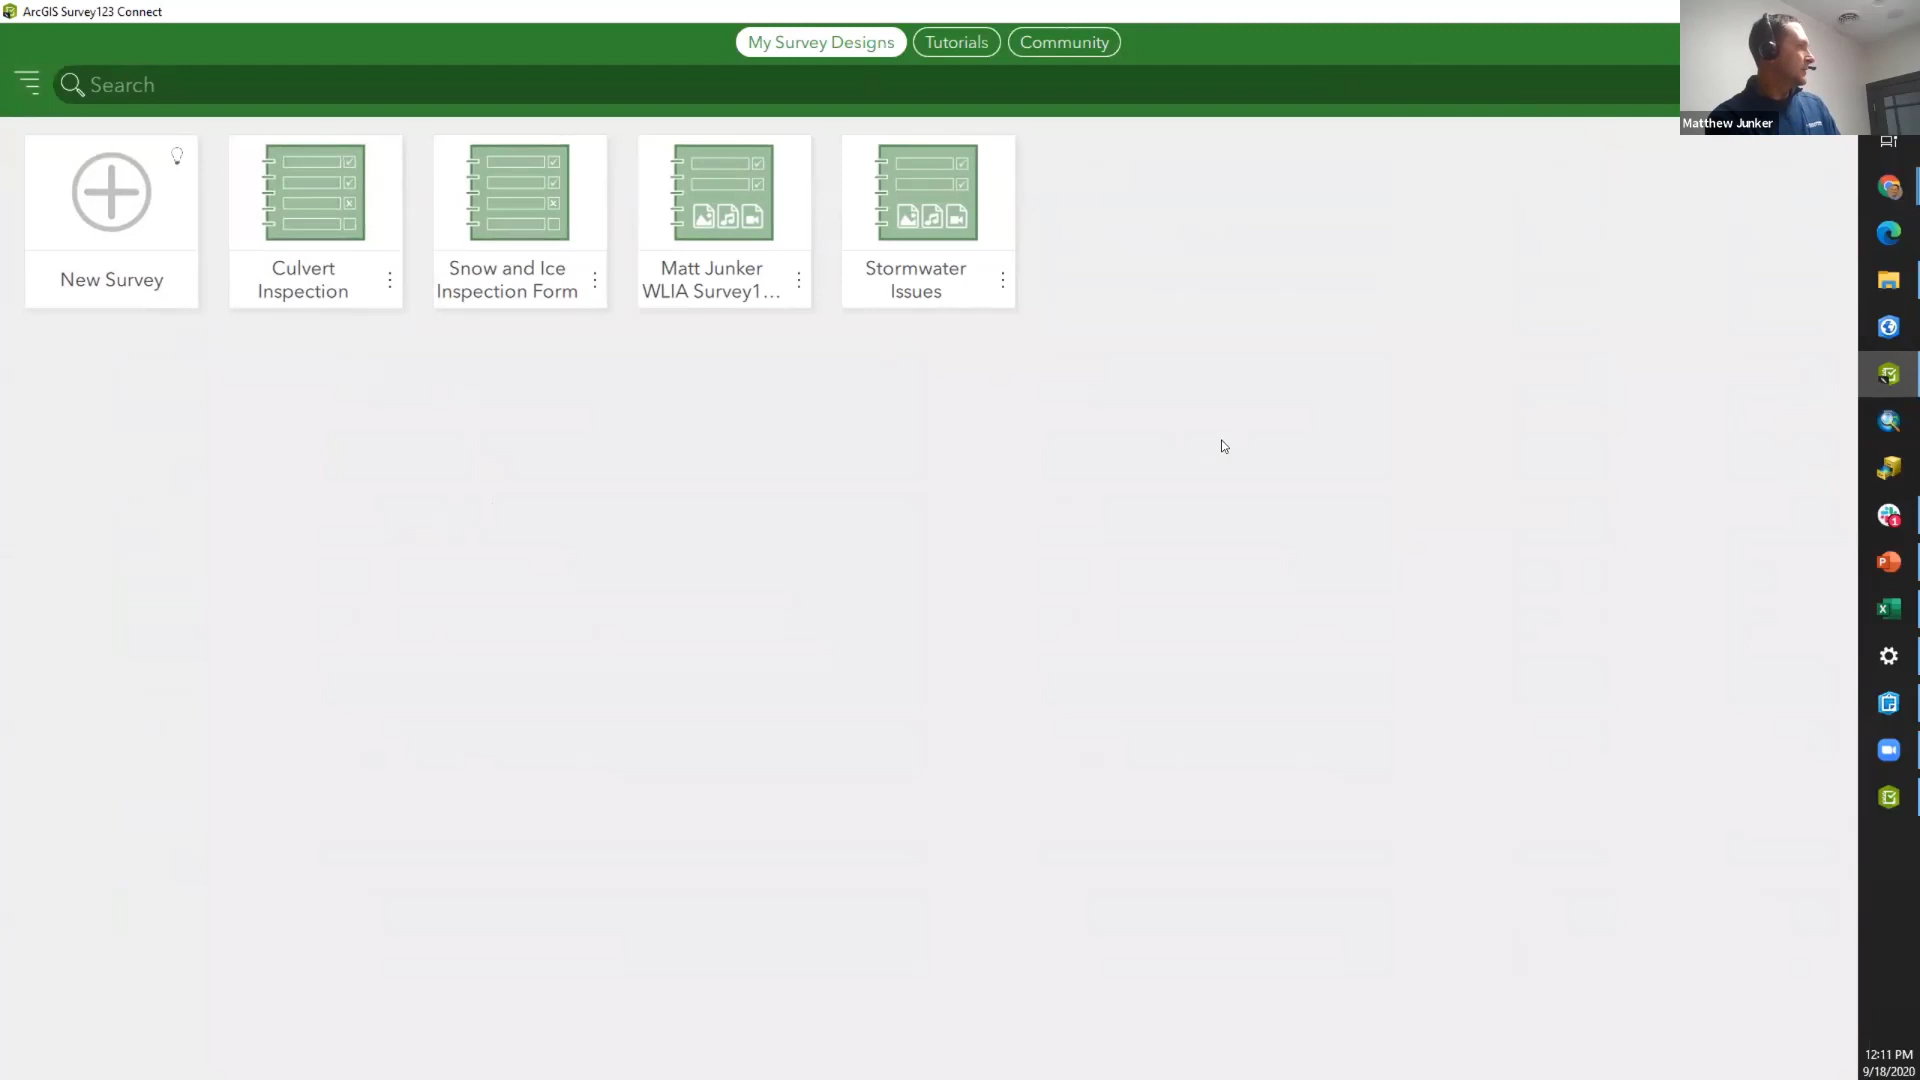 ArcGIS Survey123 Connect
My Survey Designs
Tutorials
Community
Search
Matthew Junker
New Survey
Culvert
Inspection
Snow and Ice
Inspection Form
Matt Junker
WLIA Survey1...
Stormwater
Issues
1
P
X
12:11 PM
9/18/2020